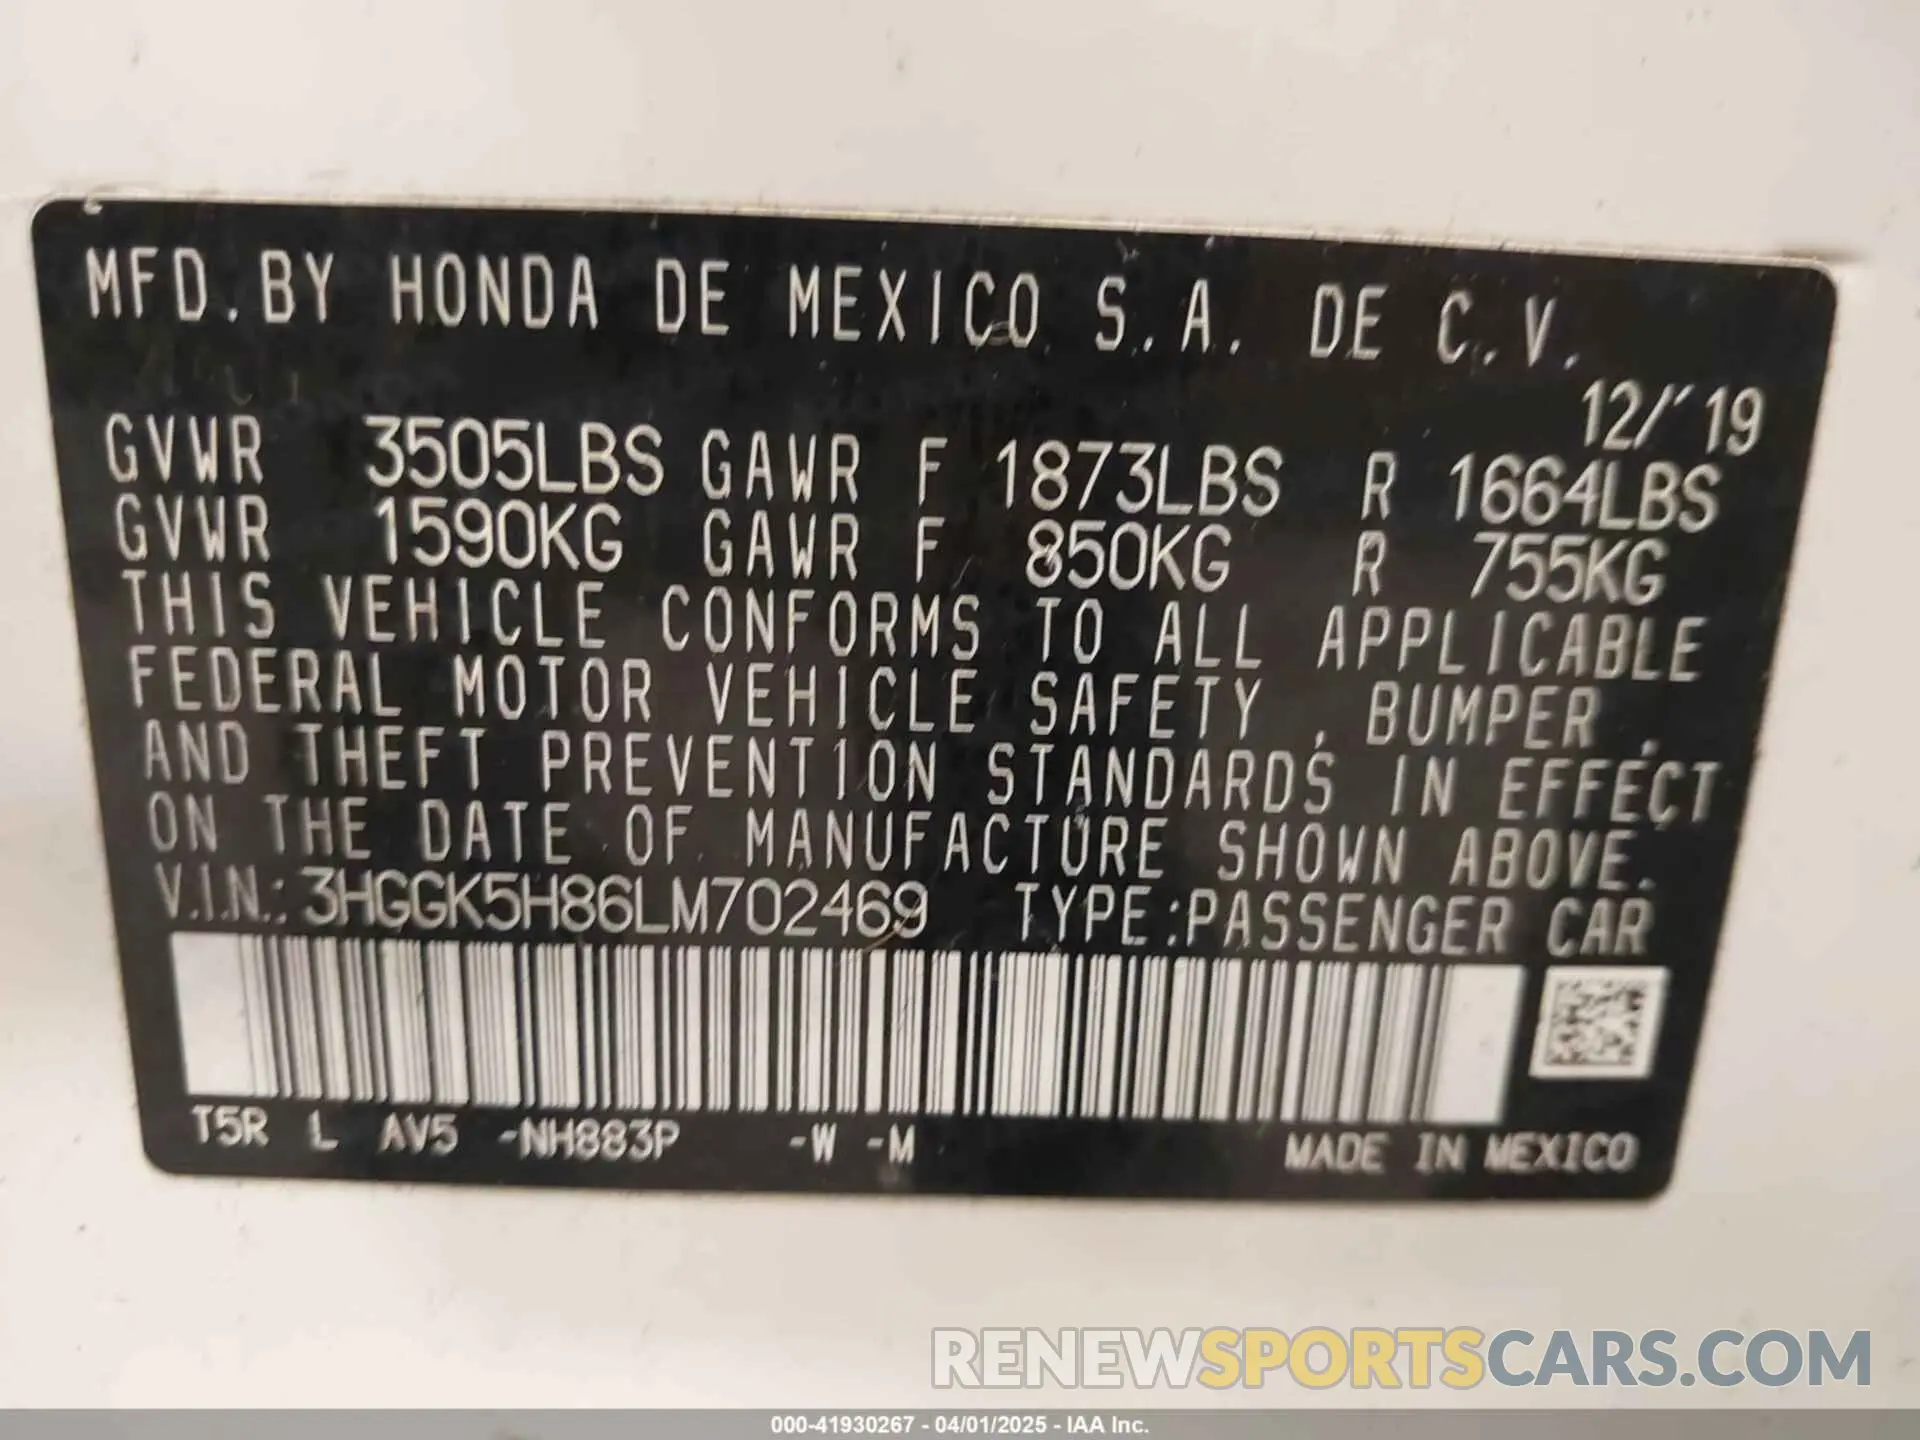 MFD.BY HONDA DE MEXICO S.A. DE C.V.
12/'19
GVWR 3505LBS GAWR F 1873LBS R 1664LBS
GVWR 1590KG GAWR F 850KG R 755KG
THIS VEHICLE CONFORMS TO ALL APPLICABLE
FEDERAL MOTOR VEHICLE SAFETY , BUMPER ,
AND THEFT PREVENTION STANDARDS IN EFFECT
ON THE DATE OF MANUFACTURE SHOWN ABOVE.
V.I.N.: 3HGGK5H86LM702469 TYPE:PASSENGER CAR
T5R L AV5 -NH883P -W -M MADE IN MEXICO
RENEWSPORTSCARS.COM
000-41930267 - 04/01/2025 - IAA Inc.